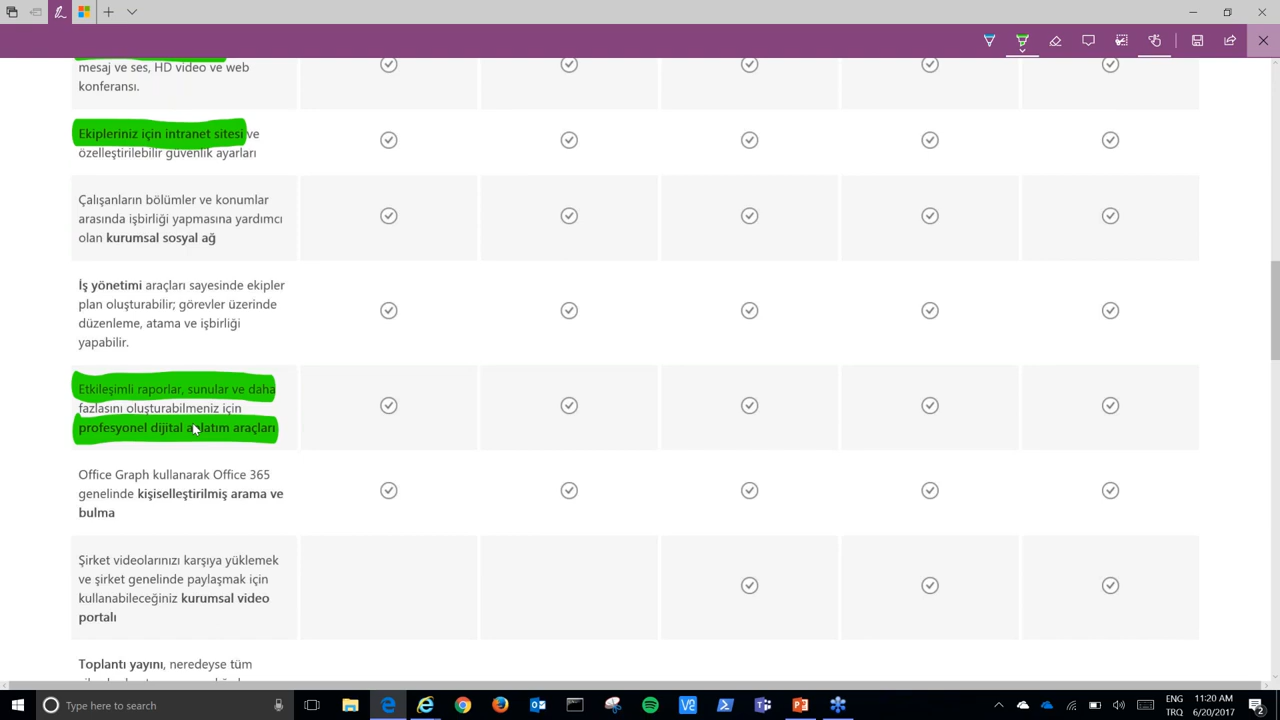 mesaj ve ses, HD video ve web
konferansı.
Ekipleriniz için intranet sitesi ve
özelleştirilebilir güvenlik ayarları
Çalışanların bölümler ve konumlar
arasında işbirliği yapmasına yardımcı
olan kurumsal sosyal ağ
İş yönetimi araçları sayesinde ekipler
plan oluşturabilir; görevler üzerinde
düzenleme, atama ve işbirliği
yapabilir.
Etkileşimli raporlar, sunular ve daha
fazlasını oluşturabilmeniz için
profesyonel dijital anlatım araçları
Office Graph kullanarak Office 365
genelinde kişiselleştirilmiş arama ve
bulma
Şirket videolarınızı karşıya yüklemek
ve şirket genelinde paylaşmak için
kullanabileceğiniz kurumsal video
portalı
Toplantı yayını, neredeyse tüm
Type here to search
ENG
TRQ
11:20 AM
6/20/2017
2